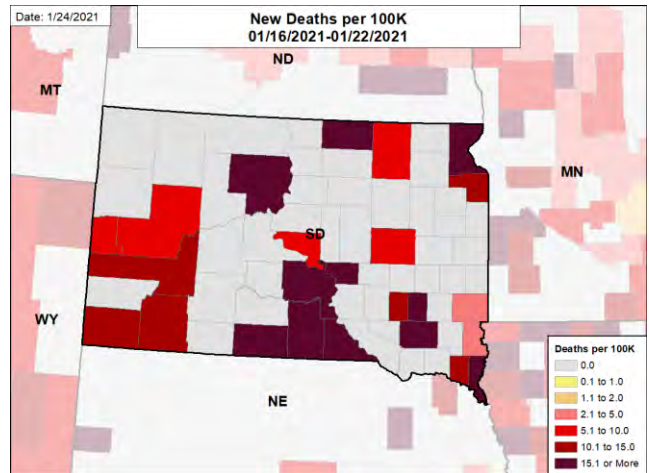 Date: 1/24/2021
New Deaths per 100K
01/16/2021-01/22/2021
ND
MT
MN
SD
WY
NE
Deaths per 100K
0.0
0.1 to 1.0
1.1 to 2.0
2.1 to 5.0
5.1 to 10.0
10.1 to 15.0
15.1 or More